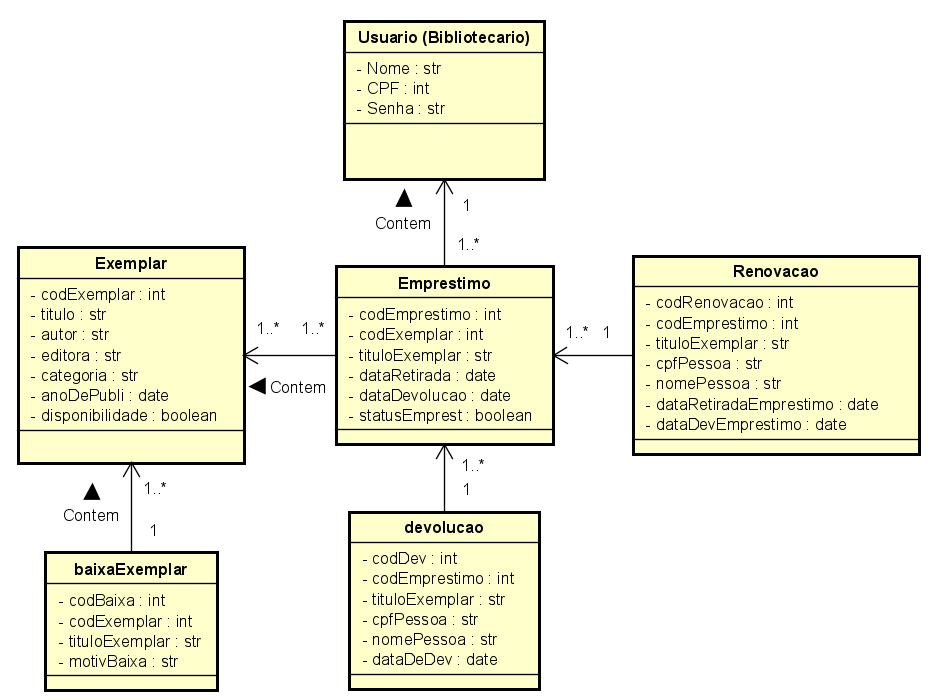 Usuario (Bibliotecario)
- Nome : str
- CPF : int
- Senha : str
Contem
1
1..*
Exemplar
- codExemplar : int
- titulo : str
- autor : str
- editora : str
- categoria : str
- anoDePubli : date
- disponibilidade : boolean
1..*
1..*
Contem
Emprestimo
- codEmprestimo : int
- codExemplar : int
- tituloExemplar : str
- dataRetirada : date
- dataDevolucao : date
- statusEmprest : boolean
1..*
1
Renovacao
- codRenovacao : int
- codEmprestimo : int
- tituloExemplar : str
- cpfPessoa : str
- nomePessoa : str
- dataRetiradaEmprestimo : date
- dataDevEmprestimo : date
1..*
Contem
1
baixaExemplar
- codBaixa : int
- codExemplar : int
- tituloExemplar : str
- motivBaixa : str
1..*
1
devolucao
- codDev : int
- codEmprestimo : int
- tituloExemplar : str
- cpfPessoa : str
- nomePessoa : str
- dataDeDev : date